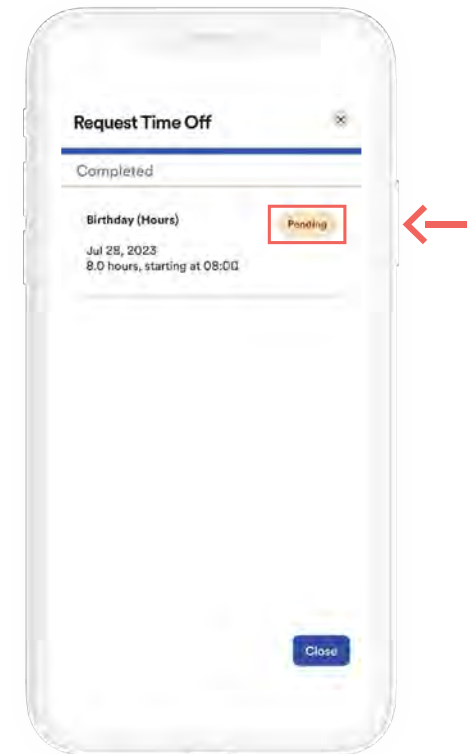 Request Time Off
Completed
Birthday (Hours)
Pending
Jul 28, 2023
8.0 hours, starting at 08:00
Close